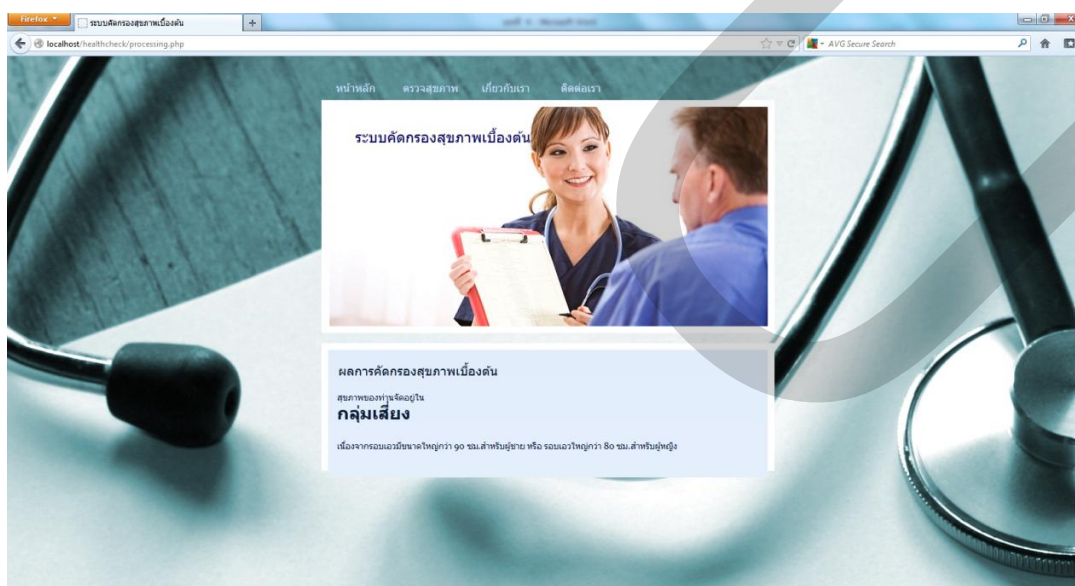 Firefox
ระบบคัดกรองสุขภาพเบื้องต้น
localhost/healthcheck/processing.php
AVG Secure Search
หน้าหลัก ตรวจสุขภาพ เกี่ยวกับเรา ติดต่อเรา
ระบบคัดกรองสุขภาพเบื้องต้น
ผลการคัดกรองสุขภาพเบื้องต้น
สุขภาพของท่านจัดอยู่ใน
กลุ่มเสี่ยง
เนื่องจากรอบเอวมีขนาดใหญ่กว่า 90 ซม.สำหรับผู้ชาย หรือ รอบเอวใหญ่กว่า 80 ซม.สำหรับผู้หญิง